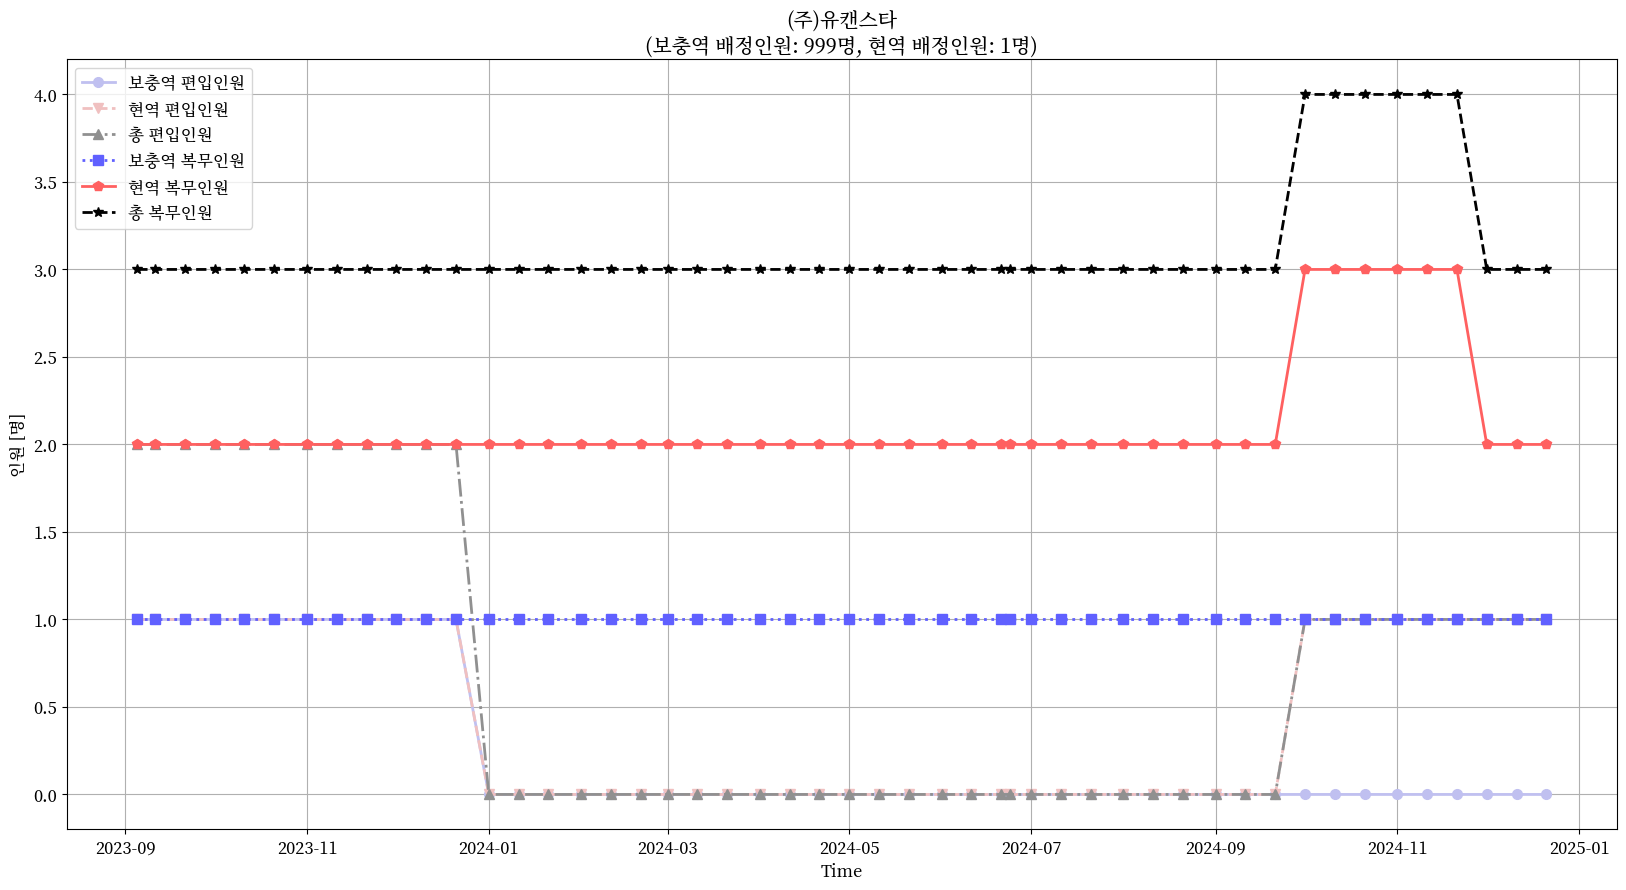 (주)유캔스타
(보충역 배정인원: 999명, 현역 배정인원: 1명)
보충역 편입인원
현역 편입인원
총 편입인원
보충역 복무인원
현역 복무인원
총 복무인원
4.0
3.5
3.0
2.5
2.0
1.5
1.0
0.5
0.0
인원 [명]
2023-09
2023-11
2024-01
2024-03
2024-05
2024-07
2024-09
2024-11
2025-01
Time